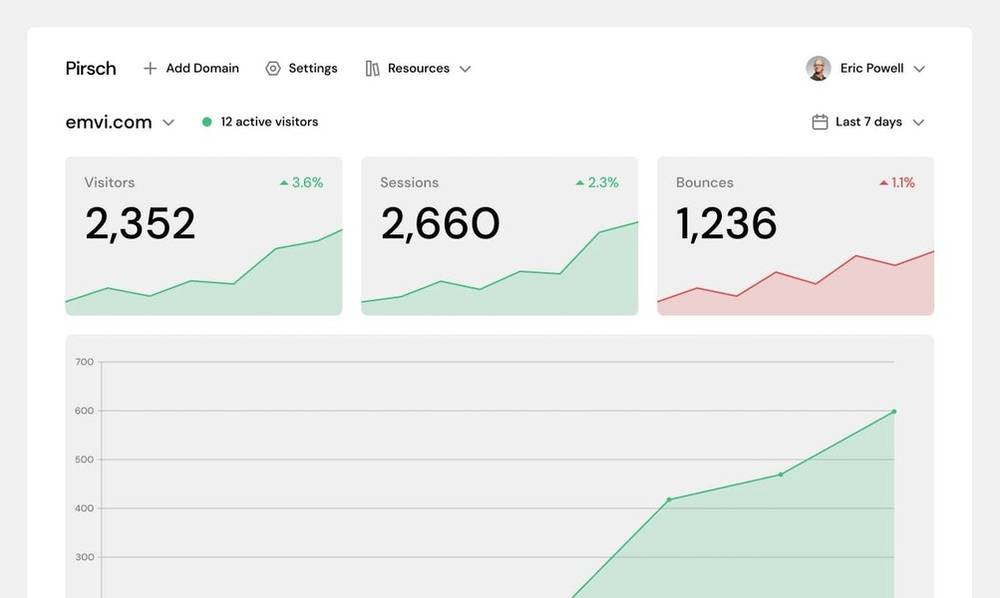 Pirsch Add Domain Settings Resources Eric Powell
emvi.com 12 active visitors Last 7 days
Visitors 3.6% Sessions 2.3% Bounces 1.1%
2,352 2,660 1,236
700
600
500
400
300